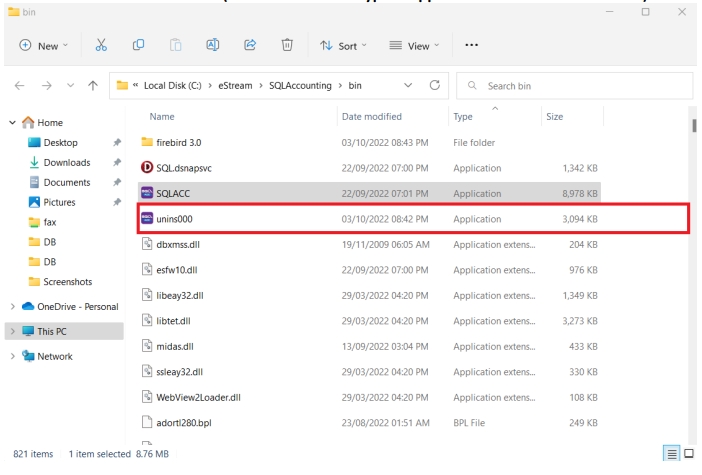 bin
New
Sort
View
Local Disk (C:) > eStream > SQLAccounting > bin
Search bin
Home
Desktop
Downloads
Documents
Pictures
fax
DB
DB
Screenshots
OneDrive - Personal
This PC
Network
Name Date modified Type Size
firebird 3.0 03/10/2022 08:43 PM File folder
SQL.dsnapsvc 22/09/2022 07:00 PM Application 1,342 KB
SQLACC 22/09/2022 07:01 PM Application 8,978 KB
unins000 03/10/2022 08:42 PM Application 3,094 KB
dbxmss.dll 19/11/2009 06:05 AM Application extens... 204 KB
esfw10.dll 22/09/2022 07:00 PM Application extens... 976 KB
libeay32.dll 29/03/2022 04:20 PM Application extens... 1,349 KB
libtet.dll 29/03/2022 04:20 PM Application extens... 3,273 KB
midas.dll 13/09/2022 03:04 PM Application extens... 433 KB
ssleay32.dll 29/03/2022 04:20 PM Application extens... 330 KB
WebView2Loader.dll 29/03/2022 04:20 PM Application extens... 108 KB
adortl280.bpl 23/08/2022 01:51 AM BPL File 249 KB
821 items 1 item selected 8.76 MB